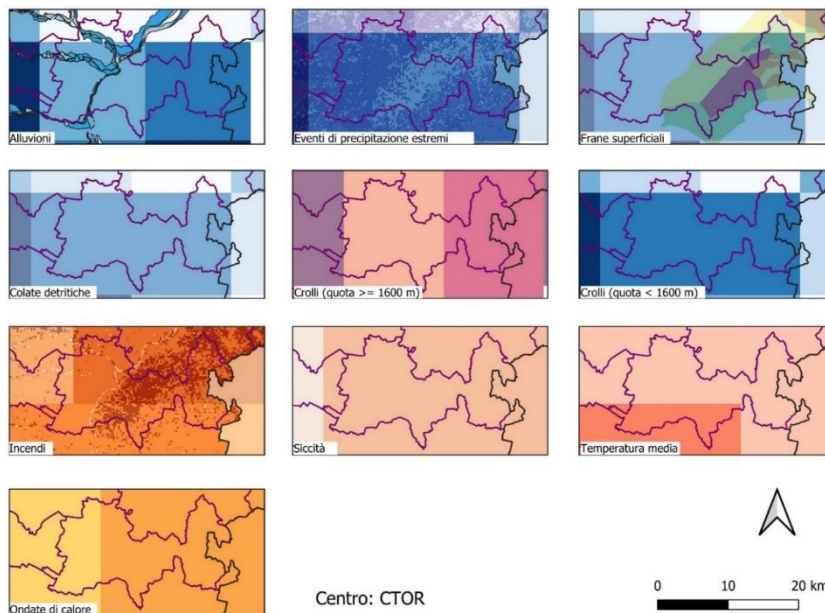 Alluvioni
Eventi di precipitazione estremi
Frane superficiali
Colate detritiche
Crolli (quota >= 1600 m)
Crolli (quota < 1600 m)
Incendi
Siccità
Temperatura media
Ondate di calore
Centro: CTOR
0 10 20 km